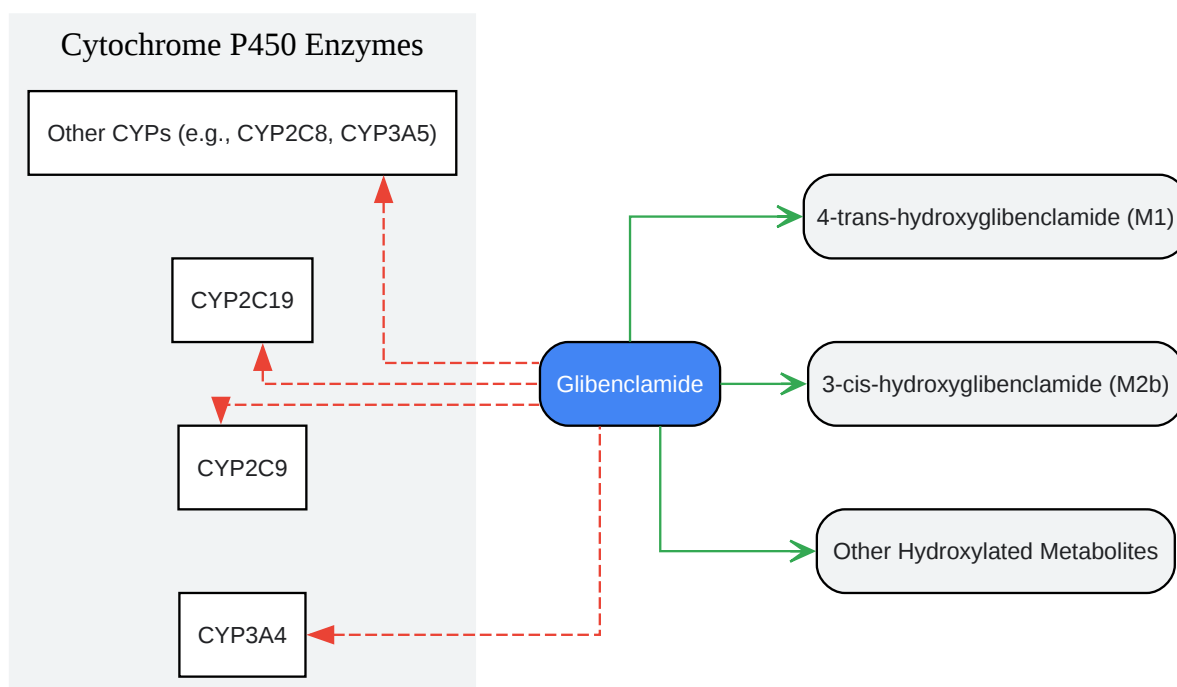 Cytochrome P450 Enzymes
Other CYPs (e.g., CYP2C8, CYP3A5)
CYP2C19
CYP2C9
CYP3A4
Glibenclamide
4-trans-hydroxyglibenclamide (M1)
3-cis-hydroxyglibenclamide (M2b)
Other Hydroxylated Metabolites